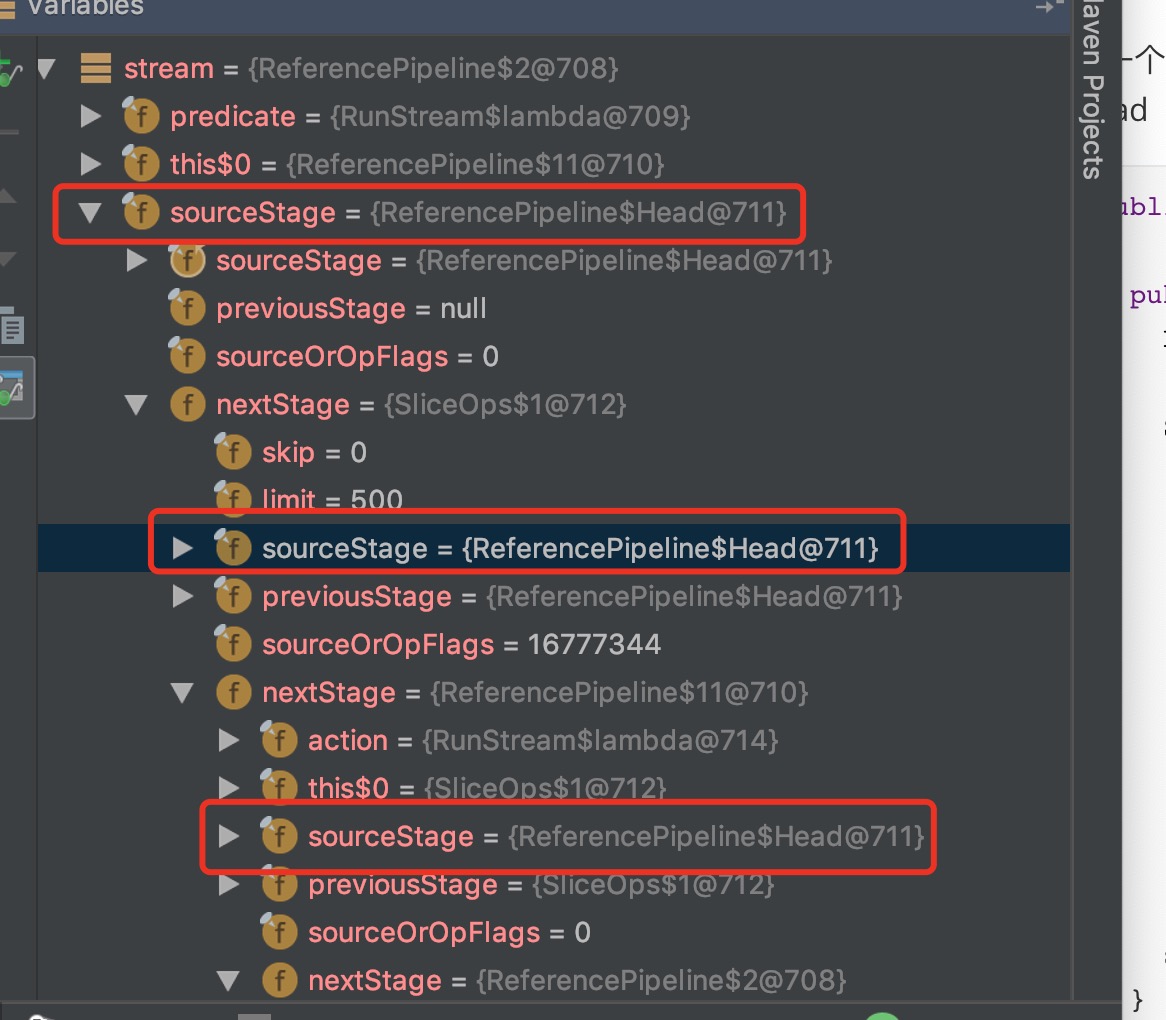 Variables
stream = {ReferencePipeline$2@708}
predicate = {RunStream$lambda@709}
this$0 = {ReferencePipeline$11@710}
sourceStage = {ReferencePipeline$Head@711}
sourceStage = {ReferencePipeline$Head@711}
previousStage = null
sourceOrOpFlags = 0
nextStage = {SliceOps$1@712}
skip = 0
limit = 500
sourceStage = {ReferencePipeline$Head@711}
previousStage = {ReferencePipeline$Head@711}
sourceOrOpFlags = 16777344
nextStage = {ReferencePipeline$11@710}
action = {RunStream$lambda@714}
this$0 = {SliceOps$1@712}
sourceStage = {ReferencePipeline$Head@711}
previousStage = {SliceOps$1@712}
sourceOrOpFlags = 0
nextStage = {ReferencePipeline$2@708}
Maven Projects
一个
ad
ubl
pub
}